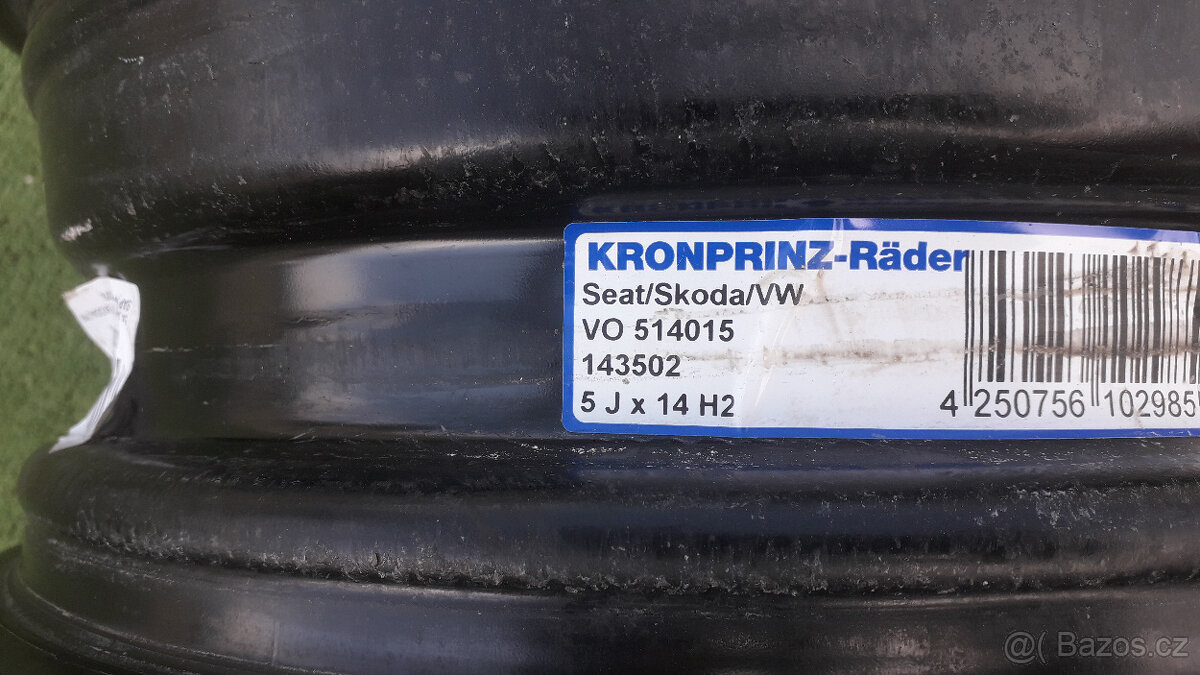 KRONPRINZ-Räder
Seat/Skoda/VW
VO 514015
143502
5 J x 14 H2
4 250756 102985
@( Bazos.cz